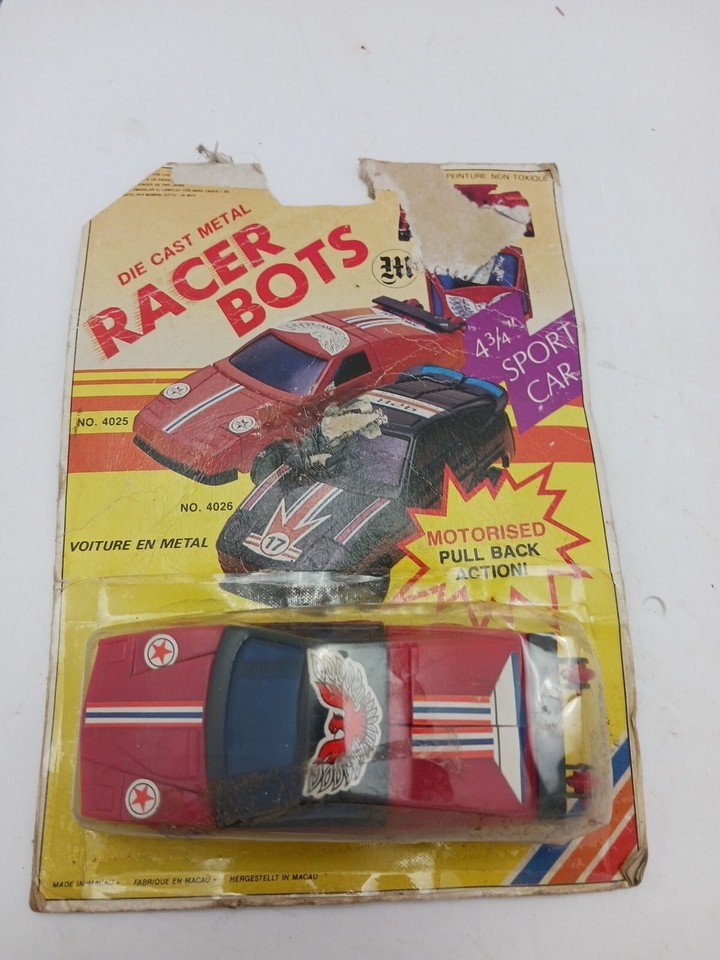 PEINTURE NON TOXIQUE
DIE CAST METAL
RACER
BOTS
M
4¾"
SPORT
CAR
NO. 4025
NO. 4026
17
VOITURE EN METAL
MOTORISED
PULL BACK
ACTION!
MADE IN MACAU • FABRIQUE EN MACAU • HERGESTELLT IN MACAU